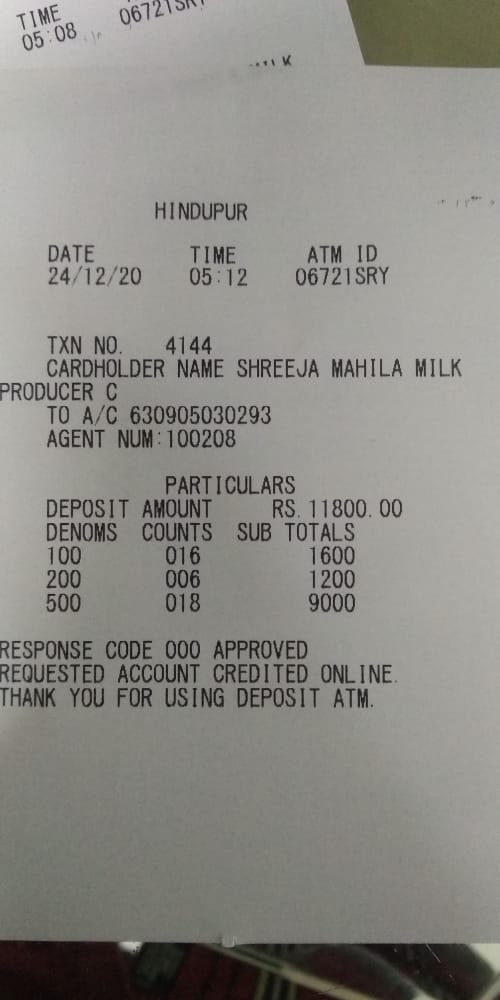 TIME
05:08 06721SRY
HINDUPUR
DATE TIME ATM ID
24/12/20 05:12 06721SRY
TXN NO. 4144
CARDHOLDER NAME SHREEJA MAHILA MILK
PRODUCER C
TO A/C 630905030293
AGENT NUM:100208
PARTICULARS
DEPOSIT AMOUNT RS.11800.00
DENOMS COUNTS SUB TOTALS
100 016 1600
200 006 1200
500 018 9000
RESPONSE CODE 000 APPROVED
REQUESTED ACCOUNT CREDITED ONLINE.
THANK YOU FOR USING DEPOSIT ATM.